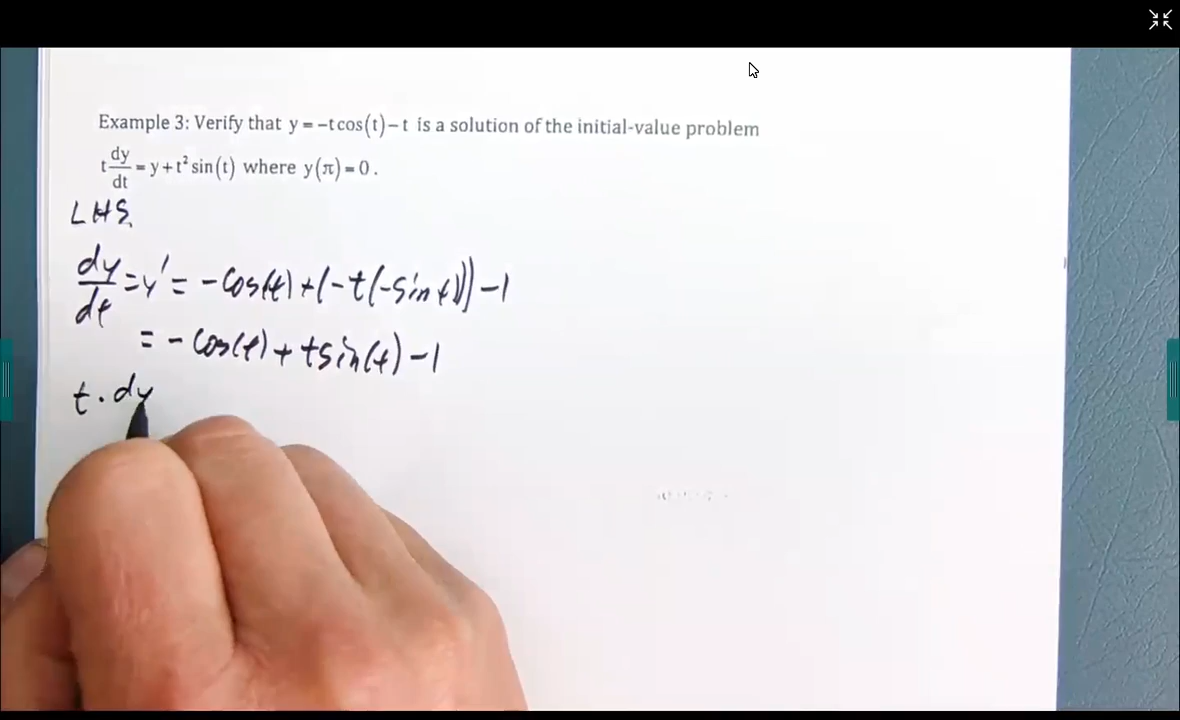 Example 3: Verify that y = −t cos(t) − t is a solution of the initial-value problem
t dy/dt = y + t² sin(t) where y(π) = 0.
LHS.
dy/dt = y' = -cos(t) + (-t(-sin t))) - 1
= - cos(t) + t sin(t) - 1
t · dy